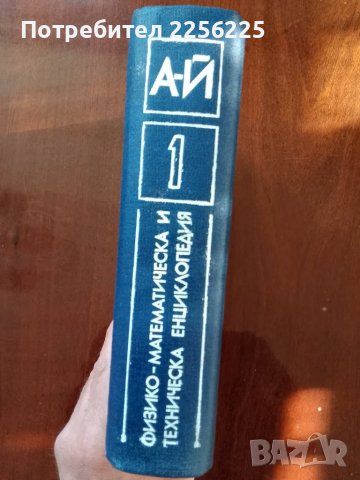 Потребител 2256225
А-Й
1
ФИЗИКО-МАТЕМАТИЧЕСКА И
ТЕХНИЧЕСКА ЕНЦИКЛОПЕДИЯ
BAZAR